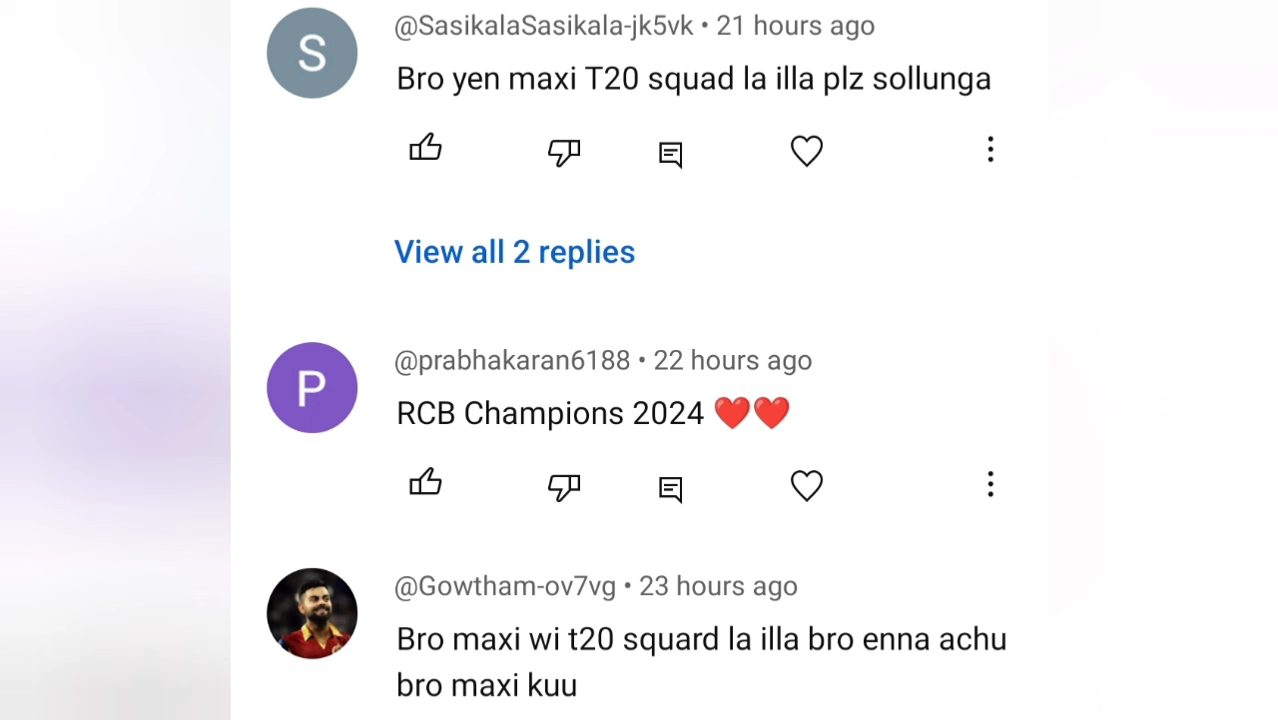 S
@SasikalaSasikala-jk5vk • 21 hours ago
Bro yen maxi T20 squad la illa plz sollunga
View all 2 replies
P
@prabhakaran6188 • 22 hours ago
RCB Champions 2024 ❤️❤️
@Gowtham-ov7vg • 23 hours ago
Bro maxi wi t20 squard la illa bro enna achu
bro maxi kuu